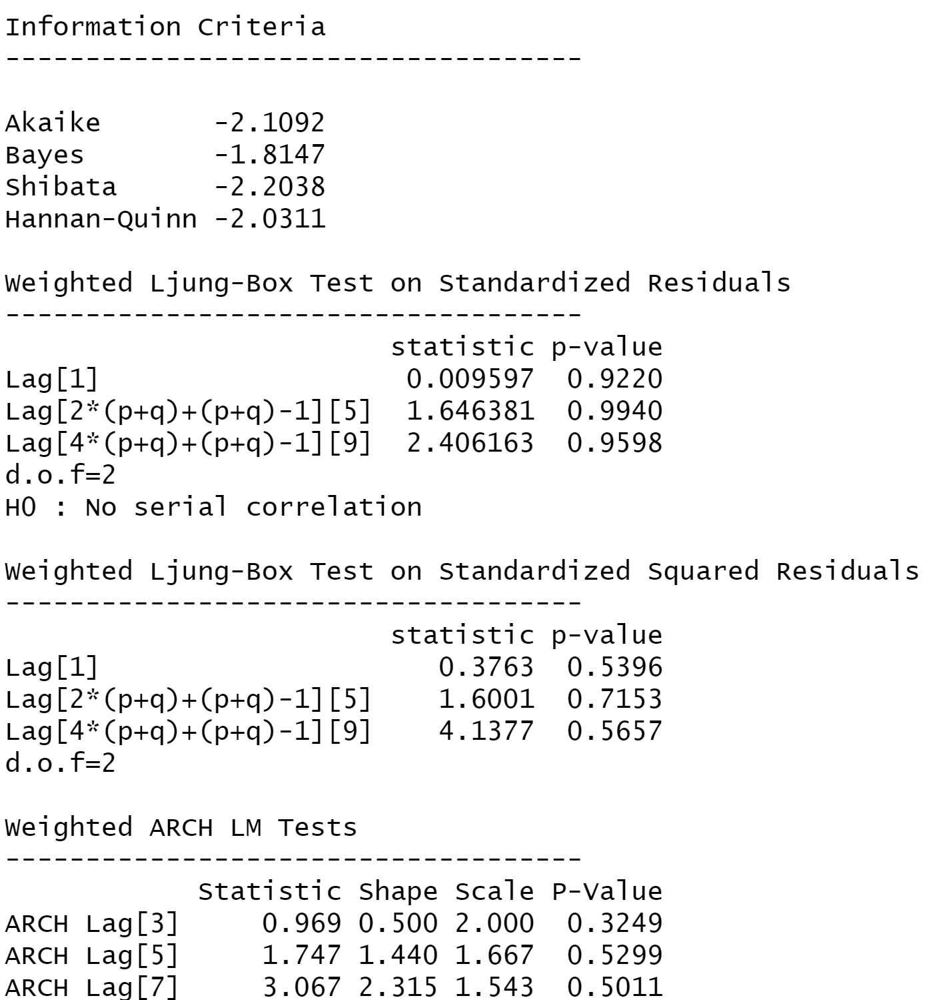 Information Criteria
------------------------------------
Akaike       -2.1092
Bayes        -1.8147
Shibata      -2.2038
Hannan-Quinn -2.0311
Weighted Ljung-Box Test on Standardized Residuals
------------------------------------
                        statistic p-value
Lag[1]                   0.009597  0.9220
Lag[2*(p+q)+(p+q)-1][5]  1.646381  0.9940
Lag[4*(p+q)+(p+q)-1][9]  2.406163  0.9598
d.o.f=2
H0 : No serial correlation
Weighted Ljung-Box Test on Standardized Squared Residuals
------------------------------------
                        statistic p-value
Lag[1]                     0.3763  0.5396
Lag[2*(p+q)+(p+q)-1][5]    1.6001  0.7153
Lag[4*(p+q)+(p+q)-1][9]    4.1377  0.5657
d.o.f=2
Weighted ARCH LM Tests
------------------------------------
            Statistic Shape Scale P-Value
ARCH Lag[3]     0.969 0.500 2.000  0.3249
ARCH Lag[5]     1.747 1.440 1.667  0.5299
ARCH Lag[7]     3.067 2.315 1.543  0.5011